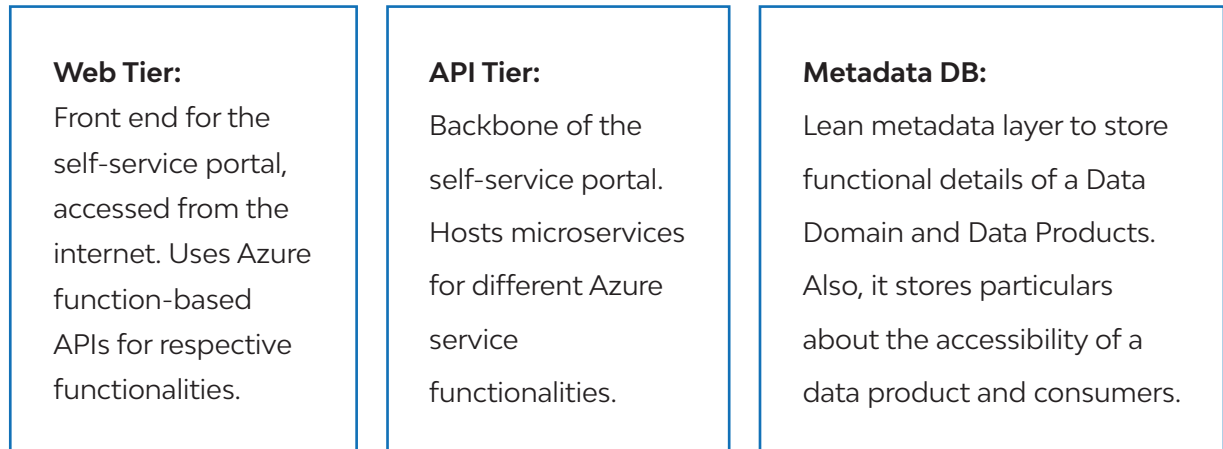 Web Tier:
Front end for the
self-service portal,
accessed from the
internet. Uses Azure
function-based
APIs for respective
functionalities.
API Tier:
Backbone of the
self-service portal.
Hosts microservices
for different Azure
service
functionalities.
Metadata DB:
Lean metadata layer to store
functional details of a Data
Domain and Data Products.
Also, it stores particulars
about the accessibility of a
data product and consumers.